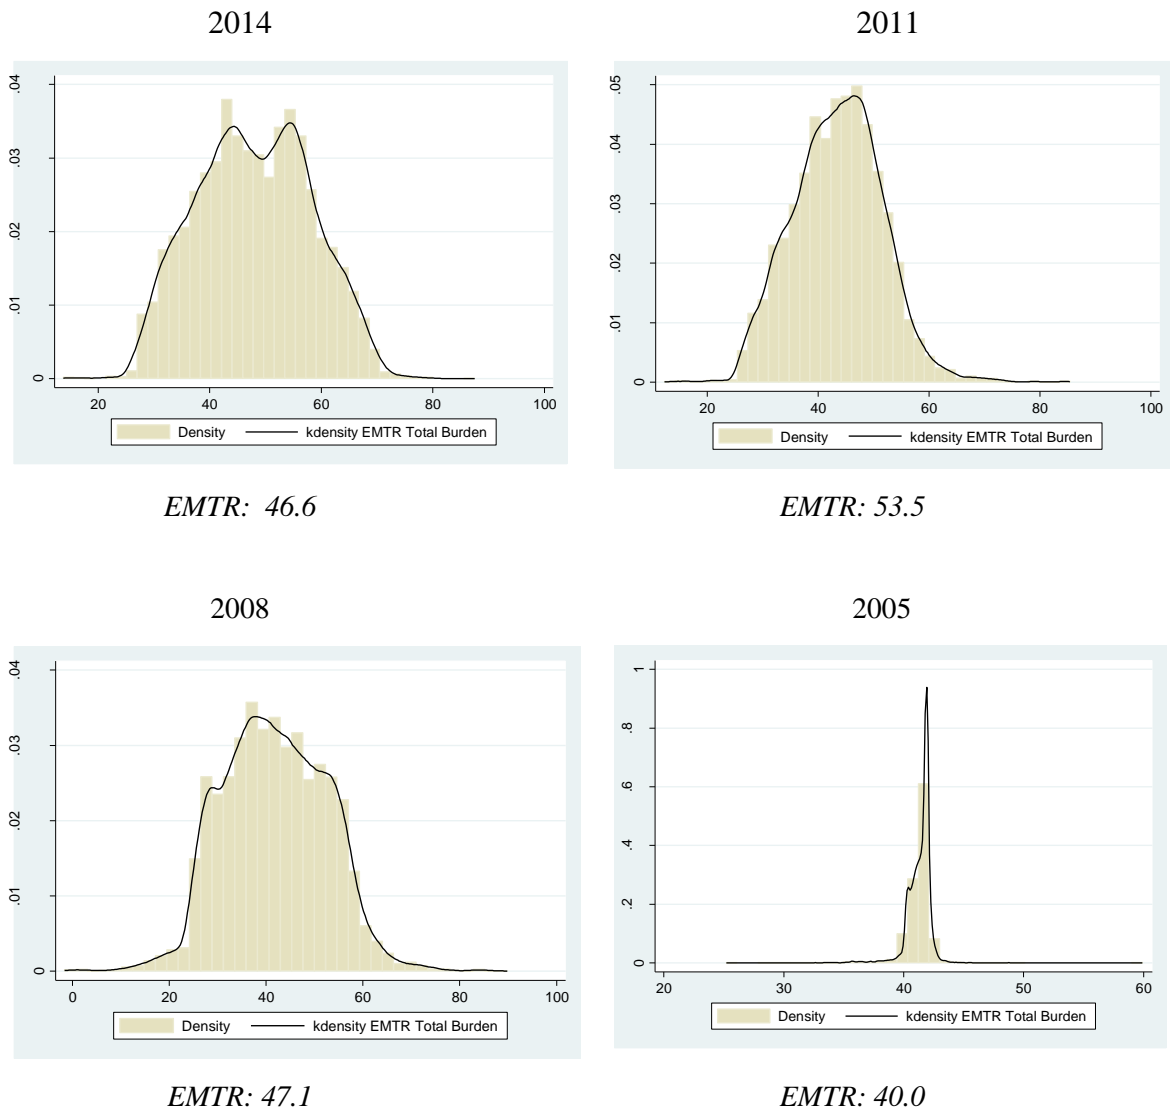 2014
.04
.03
.02
.01
0
20 40 60 80 100
Density kdensity EMTR Total Burden
EMTR: 46.6
2011
.05
.04
.03
.02
.01
0
20 40 60 80 100
Density kdensity EMTR Total Burden
EMTR: 53.5
2008
.04
.03
.02
.01
0
0 20 40 60 80 100
Density kdensity EMTR Total Burden
EMTR: 47.1
2005
1
.8
.6
.4
.2
0
20 30 40 50 60
Density kdensity EMTR Total Burden
EMTR: 40.0